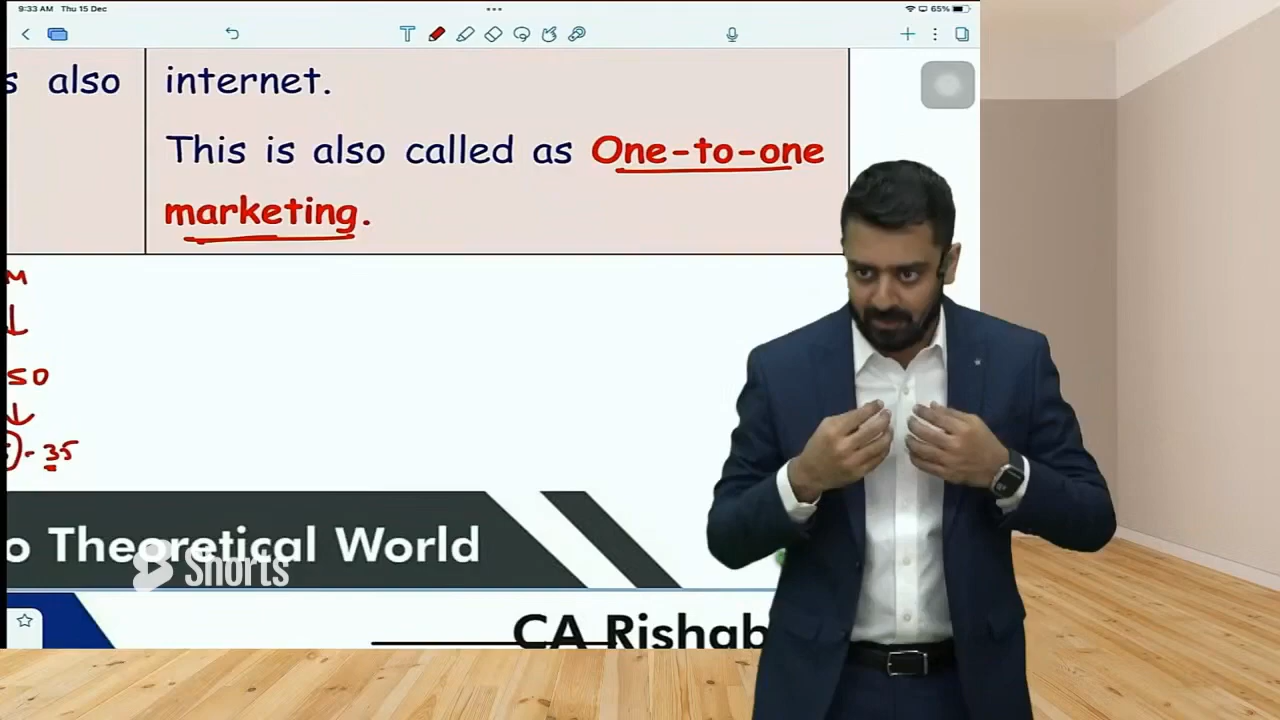 9:33 AM Thu 15 Dec
65%
s also
internet.
This is also called as One-to-one
marketing.
M
50
- 35
o Theoretical World
Shorts
CA Rishab